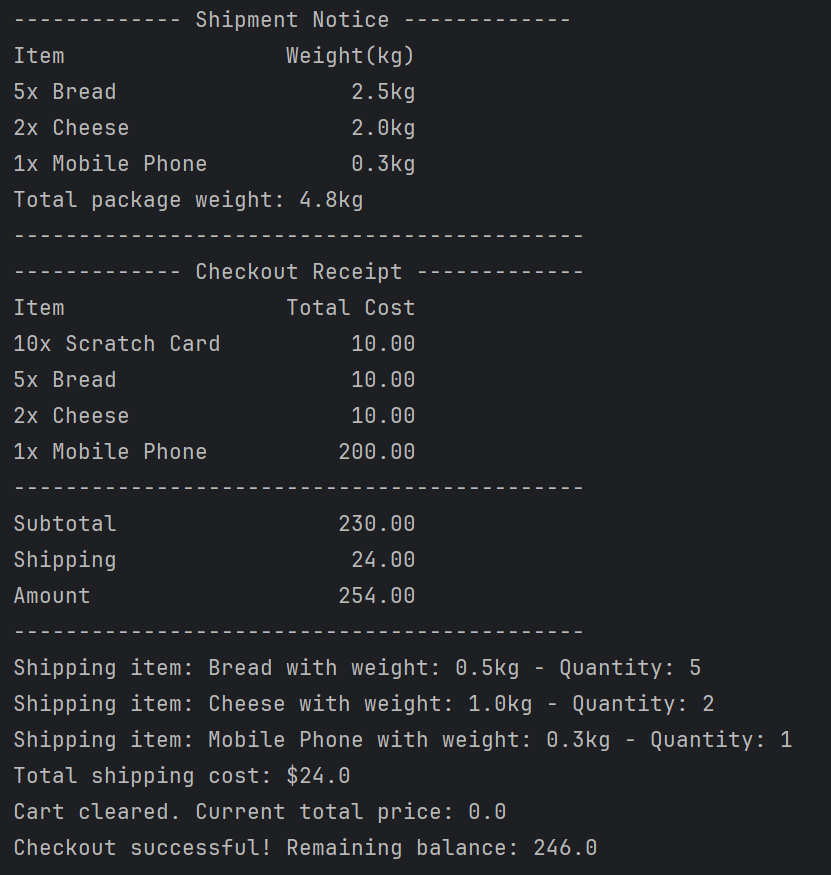 ------------- Shipment Notice -------------
Item                 Weight(kg)
5x Bread                  2.5kg
2x Cheese                 2.0kg
1x Mobile Phone           0.3kg
Total package weight: 4.8kg
--------------------------------------------
------------- Checkout Receipt -------------
Item                 Total Cost
10x Scratch Card          10.00
5x Bread                  10.00
2x Cheese                 10.00
1x Mobile Phone          200.00
--------------------------------------------
Subtotal                 230.00
Shipping                  24.00
Amount                   254.00
--------------------------------------------
Shipping item: Bread with weight: 0.5kg - Quantity: 5
Shipping item: Cheese with weight: 1.0kg - Quantity: 2
Shipping item: Mobile Phone with weight: 0.3kg - Quantity: 1
Total shipping cost: $24.0
Cart cleared. Current total price: 0.0
Checkout successful! Remaining balance: 246.0